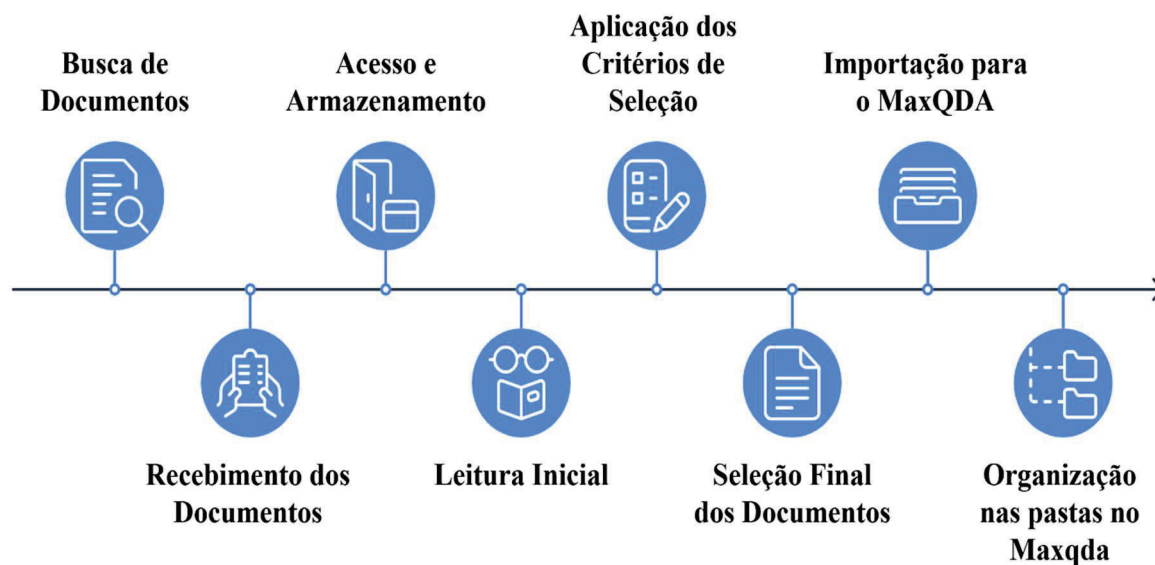 Busca de
Documentos
Recebimento dos
Documentos
Acesso e
Armazenamento
Leitura Inicial
Aplicação dos
Critérios de
Seleção
Seleção Final
dos Documentos
Importação para
o MaxQDA
Organização
nas pastas no
Maxqda